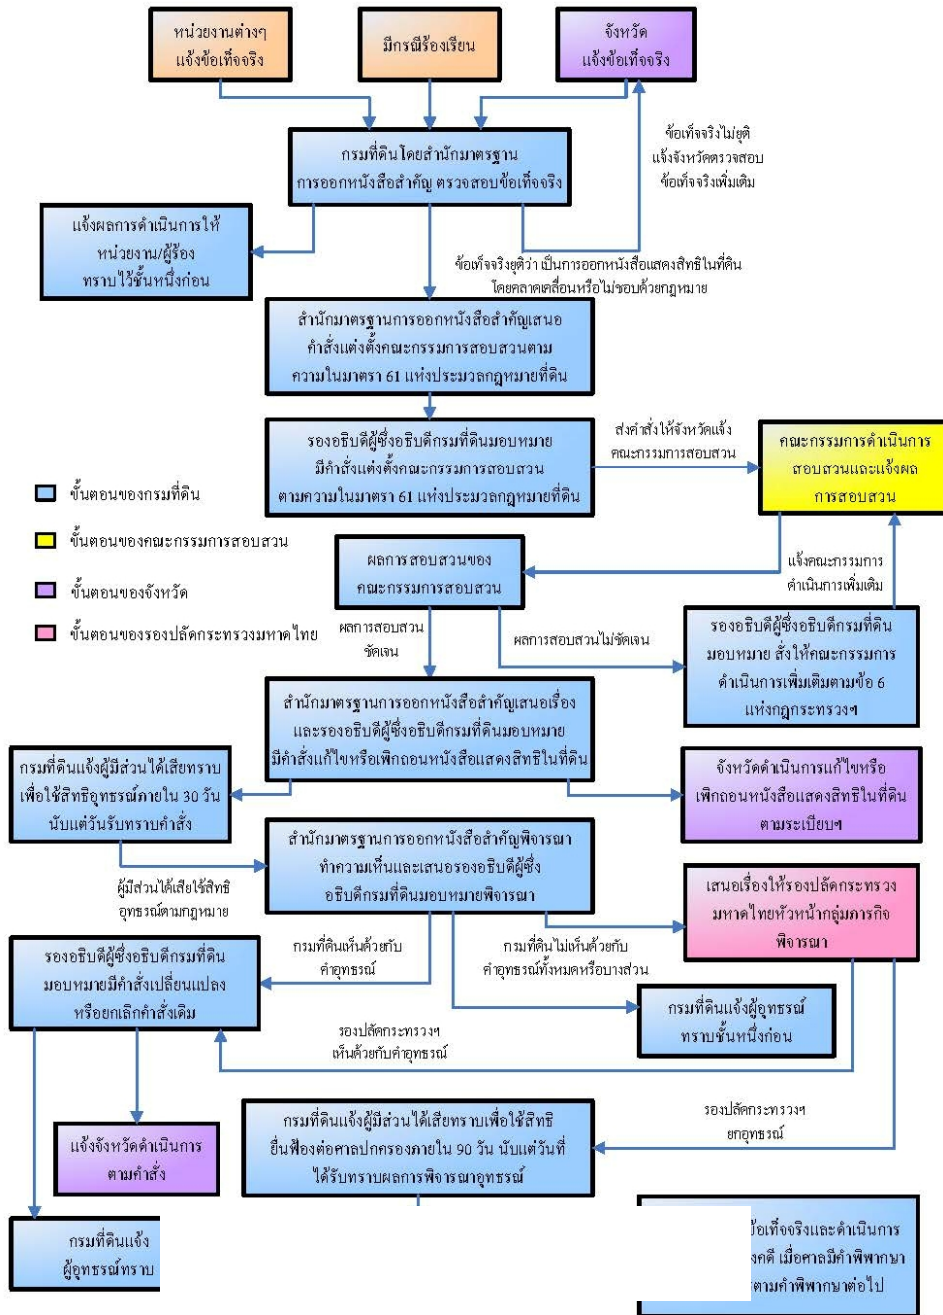 หน่วยงานต่างๆ
แจ้งข้อเท็จจริง
มีกรณีร้องเรียน
จังหวัด
แจ้งข้อเท็จจริง
ข้อเท็จจริงไม่ยุติ
แจ้งจังหวัดตรวจสอบ
ข้อเท็จจริงเพิ่มเติม
กรมที่ดินโดยสำนักมาตรฐาน
การออกหนังสือสำคัญ ตรวจสอบข้อเท็จจริง
แจ้งผลการดำเนินการให้
หน่วยงาน/ผู้ร้อง
ทราบไว้ชั้นหนึ่งก่อน
ข้อเท็จจริงยุติว่า เป็นการออกหนังสือแสดงสิทธิในที่ดิน
โดยคลาดเคลื่อนหรือไม่ชอบด้วยกฎหมาย
สำนักมาตรฐานการออกหนังสือสำคัญเสนอ
คำสั่งแต่งตั้งคณะกรรมการสอบสวนตาม
ความในมาตรา 61 แห่งประมวลกฎหมายที่ดิน
รองอธิบดีผู้ซึ่งอธิบดีกรมที่ดินมอบหมาย
มีคำสั่งแต่งตั้งคณะกรรมการสอบสวน
ตามความในมาตรา 61 แห่งประมวลกฎหมายที่ดิน
ส่งคำสั่งให้จังหวัดแจ้ง
คณะกรรมการสอบสวน
คณะกรรมการดำเนินการ
สอบสวนและแจ้งผล
การสอบสวน
ขั้นตอนของกรมที่ดิน
ขั้นตอนของคณะกรรมการสอบสวน
ขั้นตอนของจังหวัด
ขั้นตอนของรองปลัดกระทรวงมหาดไทย
ผลการสอบสวนของ
คณะกรรมการสอบสวน
แจ้งคณะกรรมการ
ดำเนินการเพิ่มเติม
ผลการสอบสวน
ชัดเจน
ผลการสอบสวนไม่ชัดเจน
รองอธิบดีผู้ซึ่งอธิบดีกรมที่ดิน
มอบหมาย สั่งให้คณะกรรมการ
ดำเนินการเพิ่มเติมตามข้อ 6
แห่งกฎกระทรวงฯ
สำนักมาตรฐานการออกหนังสือสำคัญเสนอเรื่อง
และรองอธิบดีผู้ซึ่งอธิบดีกรมที่ดินมอบหมาย
มีคำสั่งแก้ไขหรือเพิกถอนหนังสือแสดงสิทธิในที่ดิน
กรมที่ดินแจ้งผู้มีส่วนได้เสียทราบ
เพื่อใช้สิทธิอุทธรณ์ภายใน 30 วัน
นับแต่วันรับทราบคำสั่ง
จังหวัดดำเนินการแก้ไขหรือ
เพิกถอนหนังสือแสดงสิทธิในที่ดิน
ตามระเบียบฯ
สำนักมาตรฐานการออกหนังสือสำคัญพิจารณา
ทำความเห็นและเสนอรองอธิบดีผู้ซึ่ง
อธิบดีกรมที่ดินมอบหมายพิจารณา
ผู้มีส่วนได้เสียใช้สิทธิ
อุทธรณ์ตามกฎหมาย
เสนอเรื่องให้รองปลัดกระทรวง
มหาดไทยหัวหน้ากลุ่มภารกิจ
พิจารณา
กรมที่ดินเห็นด้วยกับ
คำอุทธรณ์
กรมที่ดินไม่เห็นด้วยกับ
คำอุทธรณ์ทั้งหมดหรือบางส่วน
รองอธิบดีผู้ซึ่งอธิบดีกรมที่ดิน
มอบหมายมีคำสั่งเปลี่ยนแปลง
หรือยกเลิกคำสั่งเดิม
กรมที่ดินแจ้งผู้อุทธรณ์
ทราบชั้นหนึ่งก่อน
รองปลัดกระทรวงฯ
เห็นด้วยกับคำอุทธรณ์
รองปลัดกระทรวงฯ
ยกอุทธรณ์
กรมที่ดินแจ้งผู้มีส่วนได้เสียทราบเพื่อใช้สิทธิ
ยื่นฟ้องต่อศาลปกครองภายใน 90 วัน นับแต่วันที่
ได้รับทราบผลการพิจารณาอุทธรณ์
แจ้งจังหวัดดำเนินการ
ตามคำสั่ง
กรมที่ดินแจ้ง
ผู้อุทธรณ์ทราบ
ข้อเท็จจริงและดำเนินการ
งคดี เมื่อศาลมีคำพิพากษา
ตามคำพิพากษาต่อไป